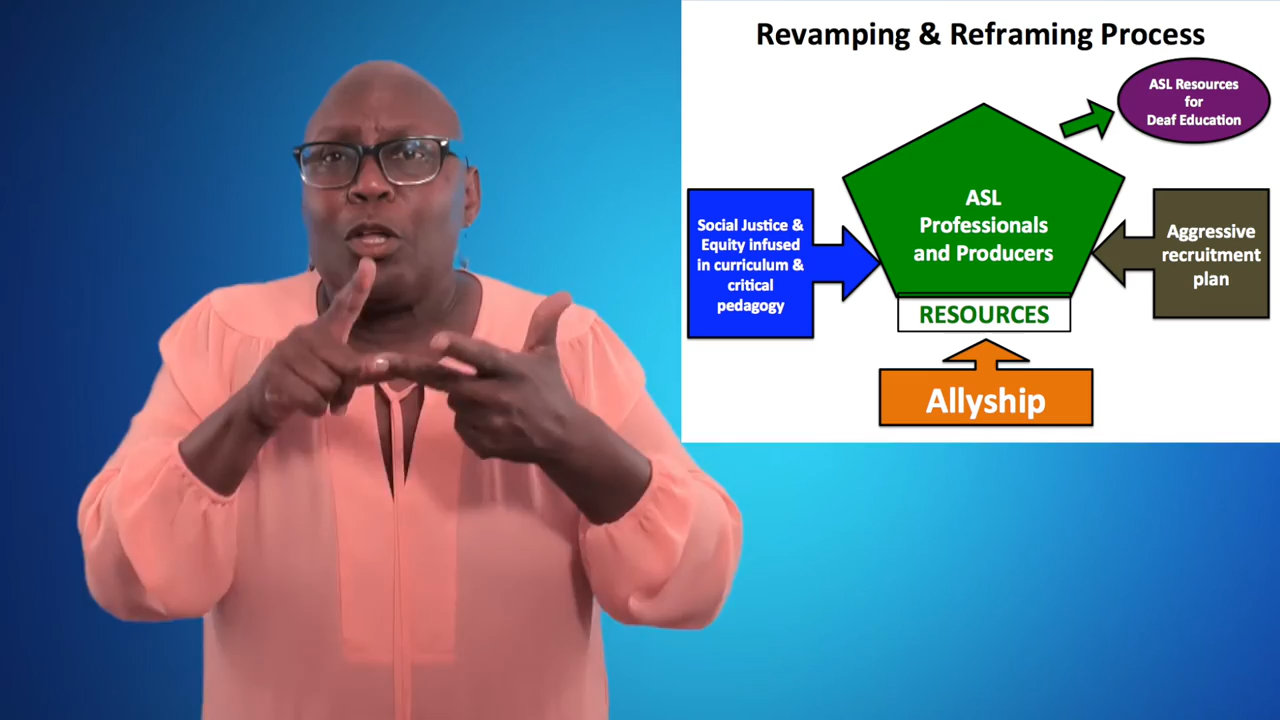 Revamping & Reframing Process
ASL Resources
for
Deaf Education
ASL
Professionals
and Producers
Social Justice &
Equity infused
in curriculum &
critical
pedagogy
Aggressive
recruitment
plan
RESOURCES
Allyship